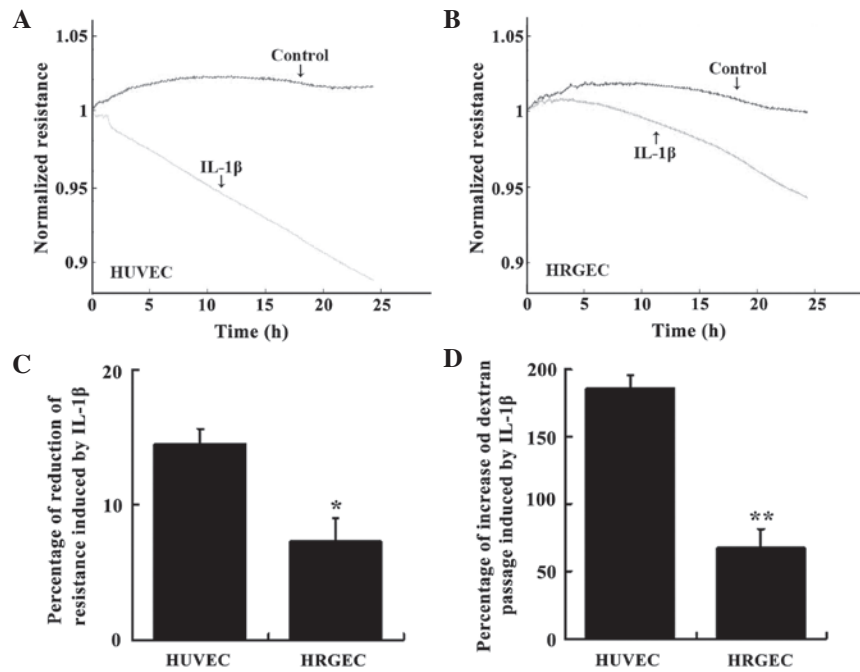 A
1.05
1
0.95
0.9
Normalized resistance
Control
↓
IL-1β
↓
HUVEC
0 5 10 15 20 25
Time (h)
B
1.05
1
0.95
0.9
Normalized resistance
Control
↓
↑
IL-1β
HRGEC
0 5 10 15 20 25
Time (h)
C
20
10
0
Percentage of reduction of
resistance induced by IL-1β
*
HUVEC HRGEC
D
200
150
100
50
0
Percentage of increase od dextran
passage induced by IL-1β
**
HUVEC HRGEC